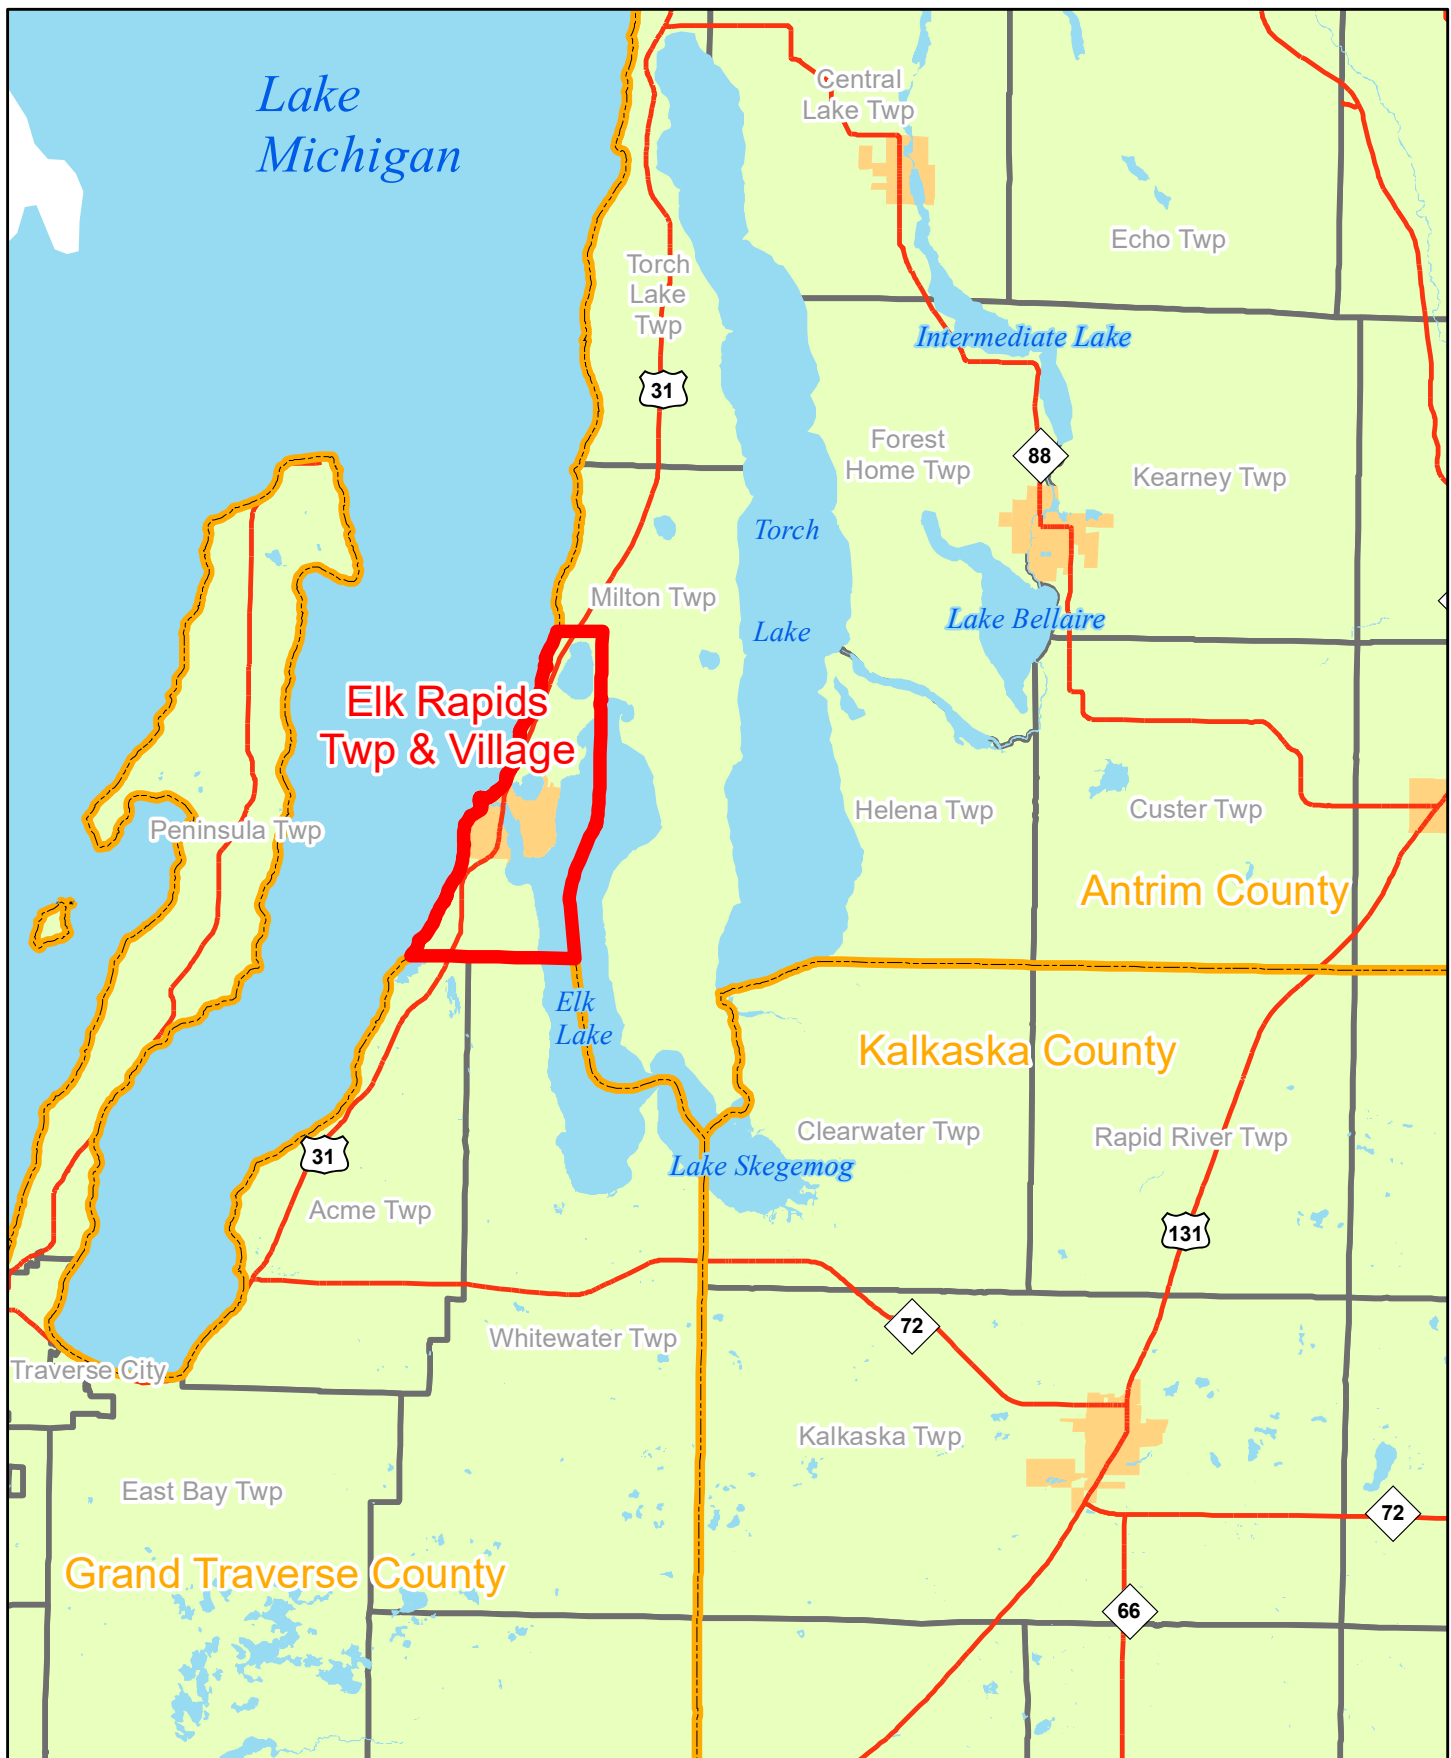 Lake
Michigan
Central
Lake Twp
Echo Twp
Torch
Lake
Twp
Intermediate Lake
31
Forest
Home Twp
88
Kearney Twp
Torch
Lake
Milton Twp
Lake Bellaire
Elk Rapids
Twp & Village
Peninsula Twp
Helena Twp
Custer Twp
Antrim County
Elk
Lake
Kalkaska County
Clearwater Twp
Rapid River Twp
31
Lake Skegemog
Acme Twp
131
Whitewater Twp
72
Traverse City
Kalkaska Twp
East Bay Twp
72
Grand Traverse County
66